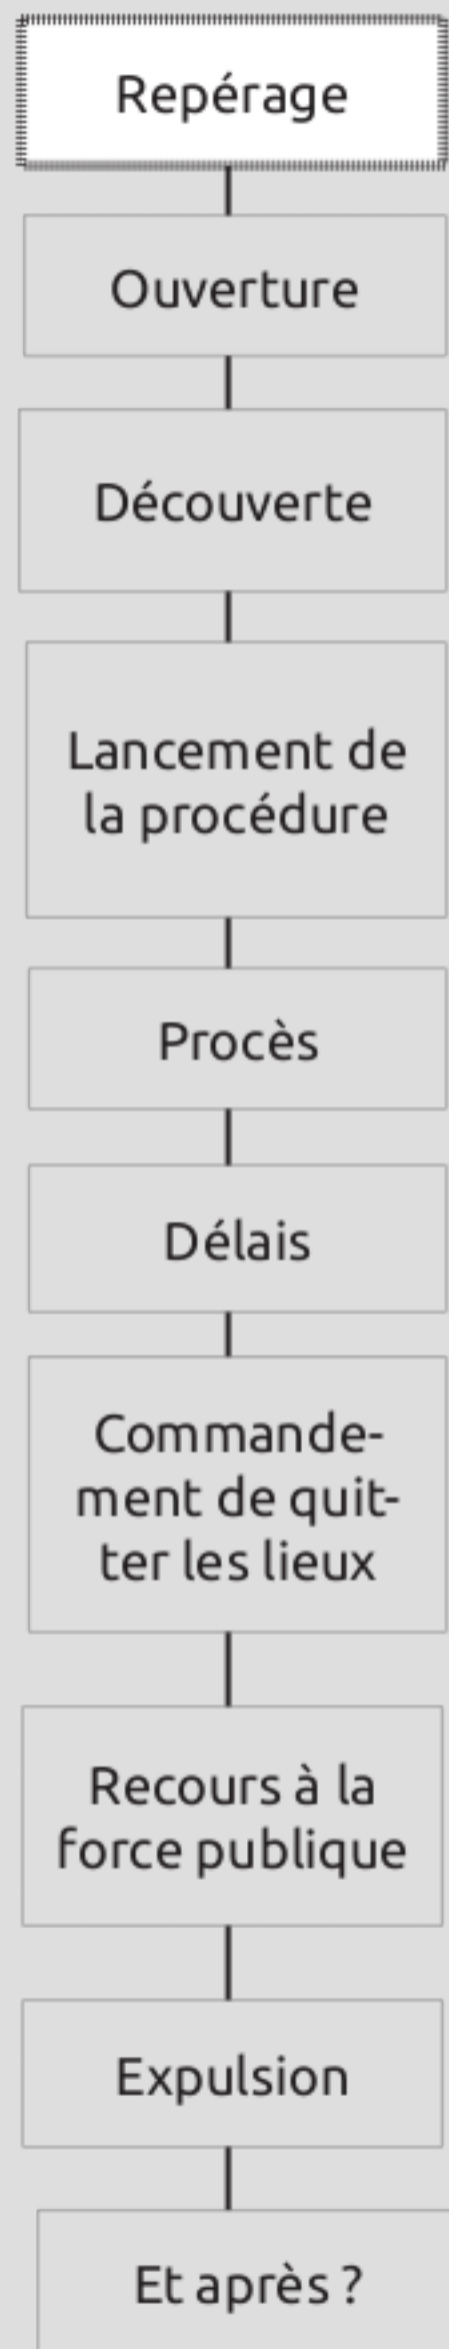 Repérage
Ouverture
Découverte
Lancement de
la procédure
Procès
Délais
Commande-
ment de quit-
ter les lieux
Recours à la
force publique
Expulsion
Et après ?